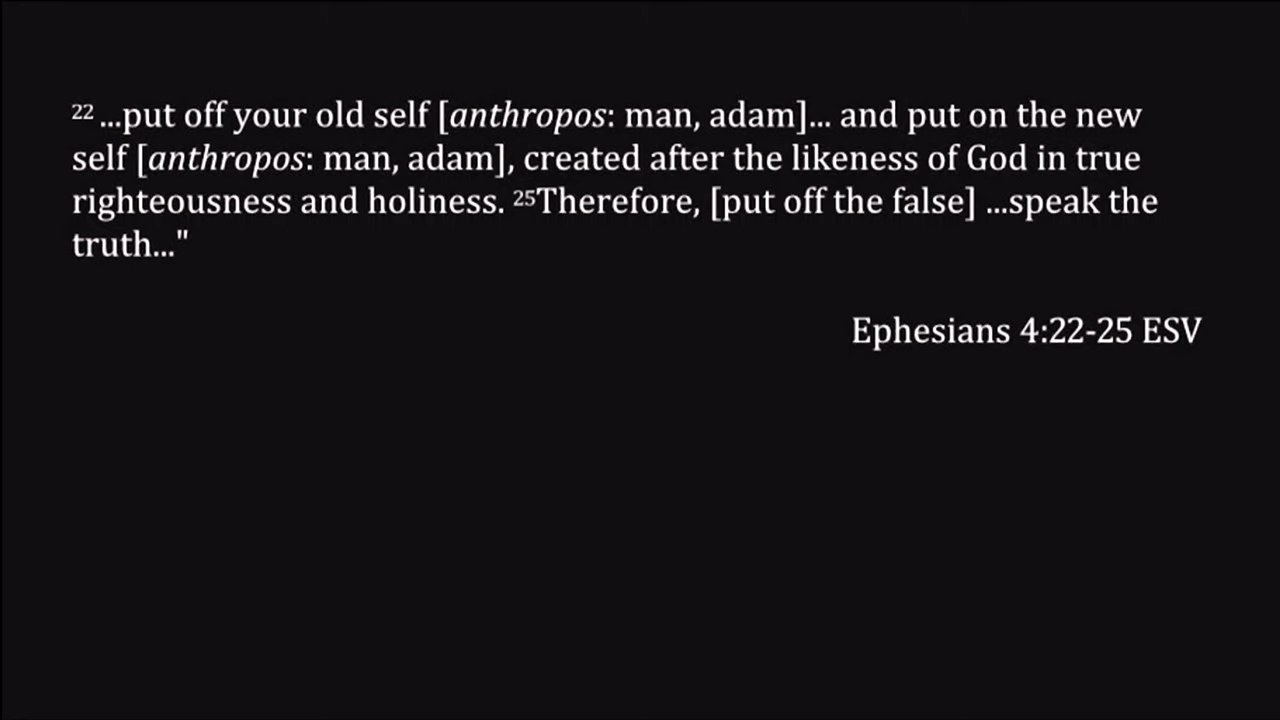 22 ...put off your old self [anthropos: man, adam]... and put on the new
self [anthropos: man, adam], created after the likeness of God in true
righteousness and holiness. 25Therefore, [put off the false] ...speak the
truth..."
Ephesians 4:22-25 ESV